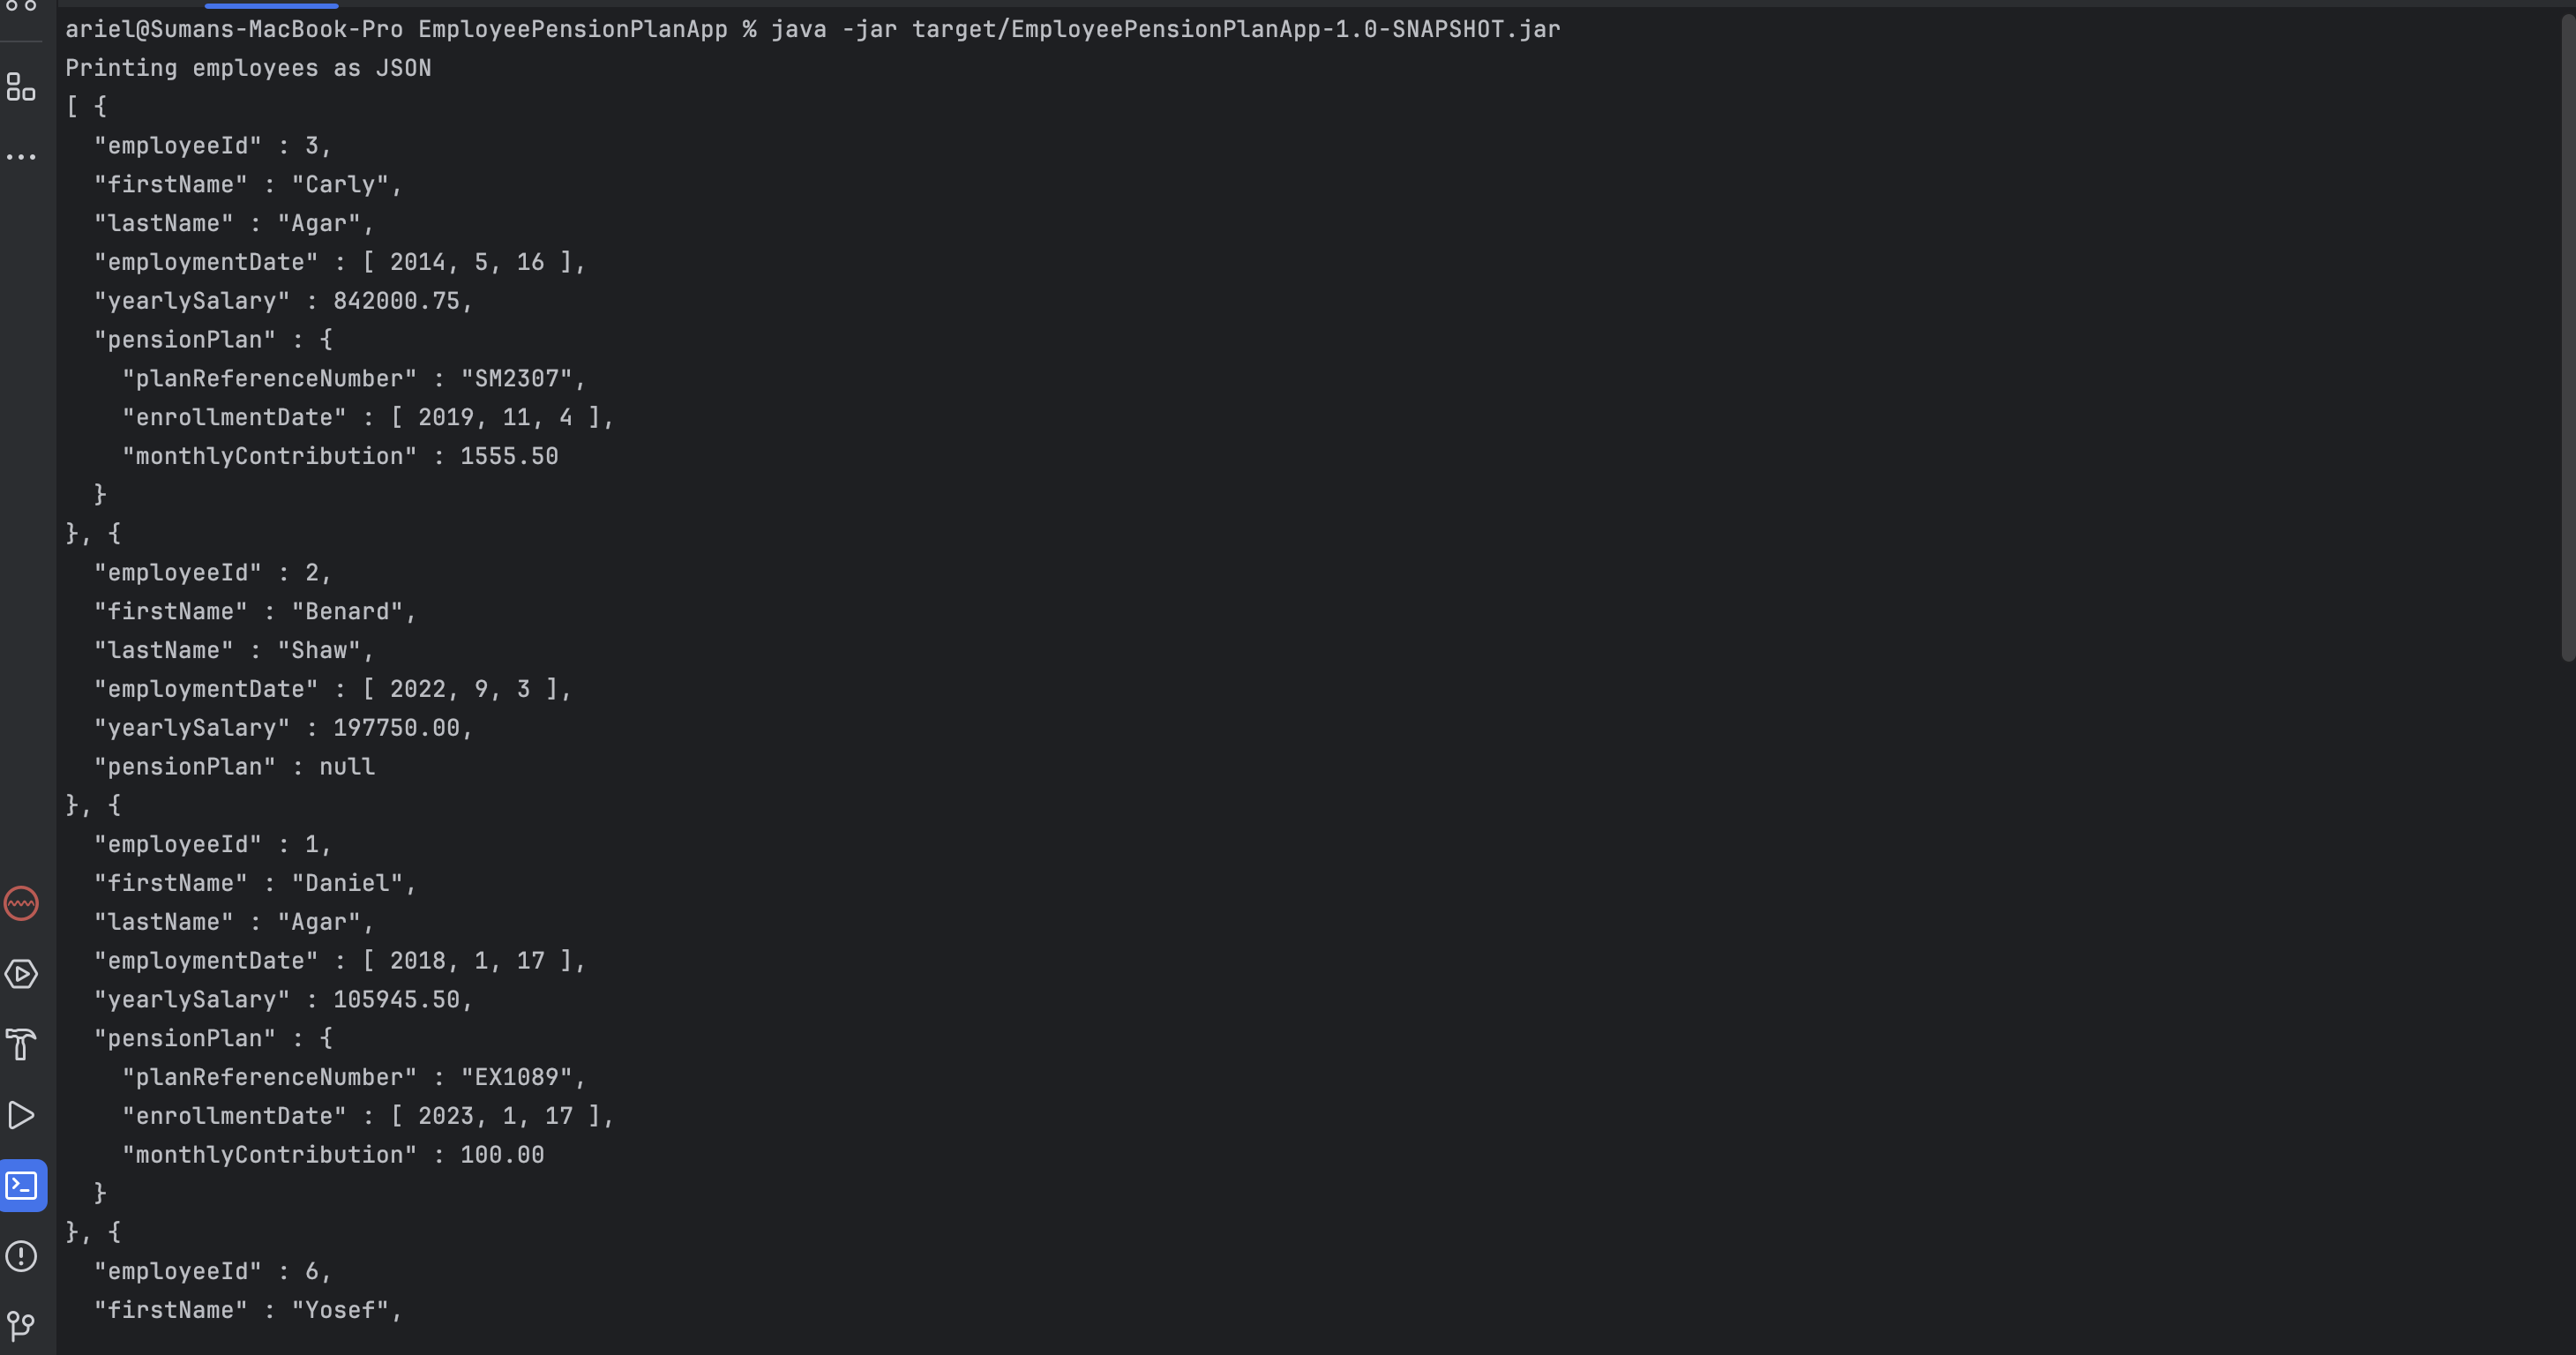 ariel@Sumans-MacBook-Pro EmployeePensionPlanApp % java -jar target/EmployeePensionPlanApp-1.0-SNAPSHOT.jar
Printing employees as JSON
[ {
  "employeeId" : 3,
  "firstName" : "Carly",
  "lastName" : "Agar",
  "employmentDate" : [ 2014, 5, 16 ],
  "yearlySalary" : 842000.75,
  "pensionPlan" : {
    "planReferenceNumber" : "SM2307",
    "enrollmentDate" : [ 2019, 11, 4 ],
    "monthlyContribution" : 1555.50
  }
}, {
  "employeeId" : 2,
  "firstName" : "Benard",
  "lastName" : "Shaw",
  "employmentDate" : [ 2022, 9, 3 ],
  "yearlySalary" : 197750.00,
  "pensionPlan" : null
}, {
  "employeeId" : 1,
  "firstName" : "Daniel",
  "lastName" : "Agar",
  "employmentDate" : [ 2018, 1, 17 ],
  "yearlySalary" : 105945.50,
  "pensionPlan" : {
    "planReferenceNumber" : "EX1089",
    "enrollmentDate" : [ 2023, 1, 17 ],
    "monthlyContribution" : 100.00
  }
}, {
  "employeeId" : 6,
  "firstName" : "Yosef",